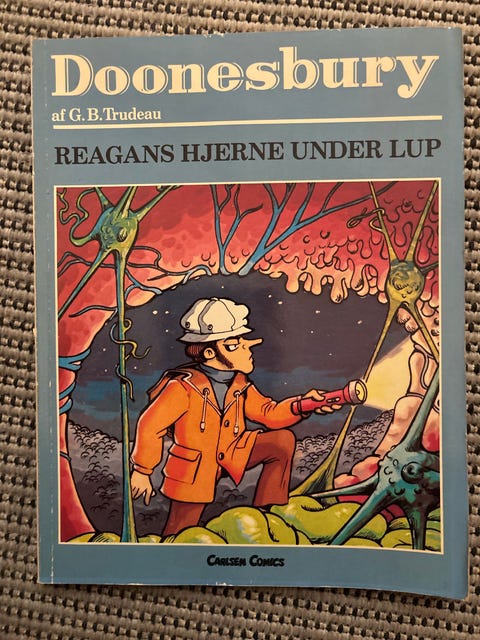 Doonesbury
af G. B. Trudeau
REAGANS HJERNE UNDER LUP
CARLSEN COMICS